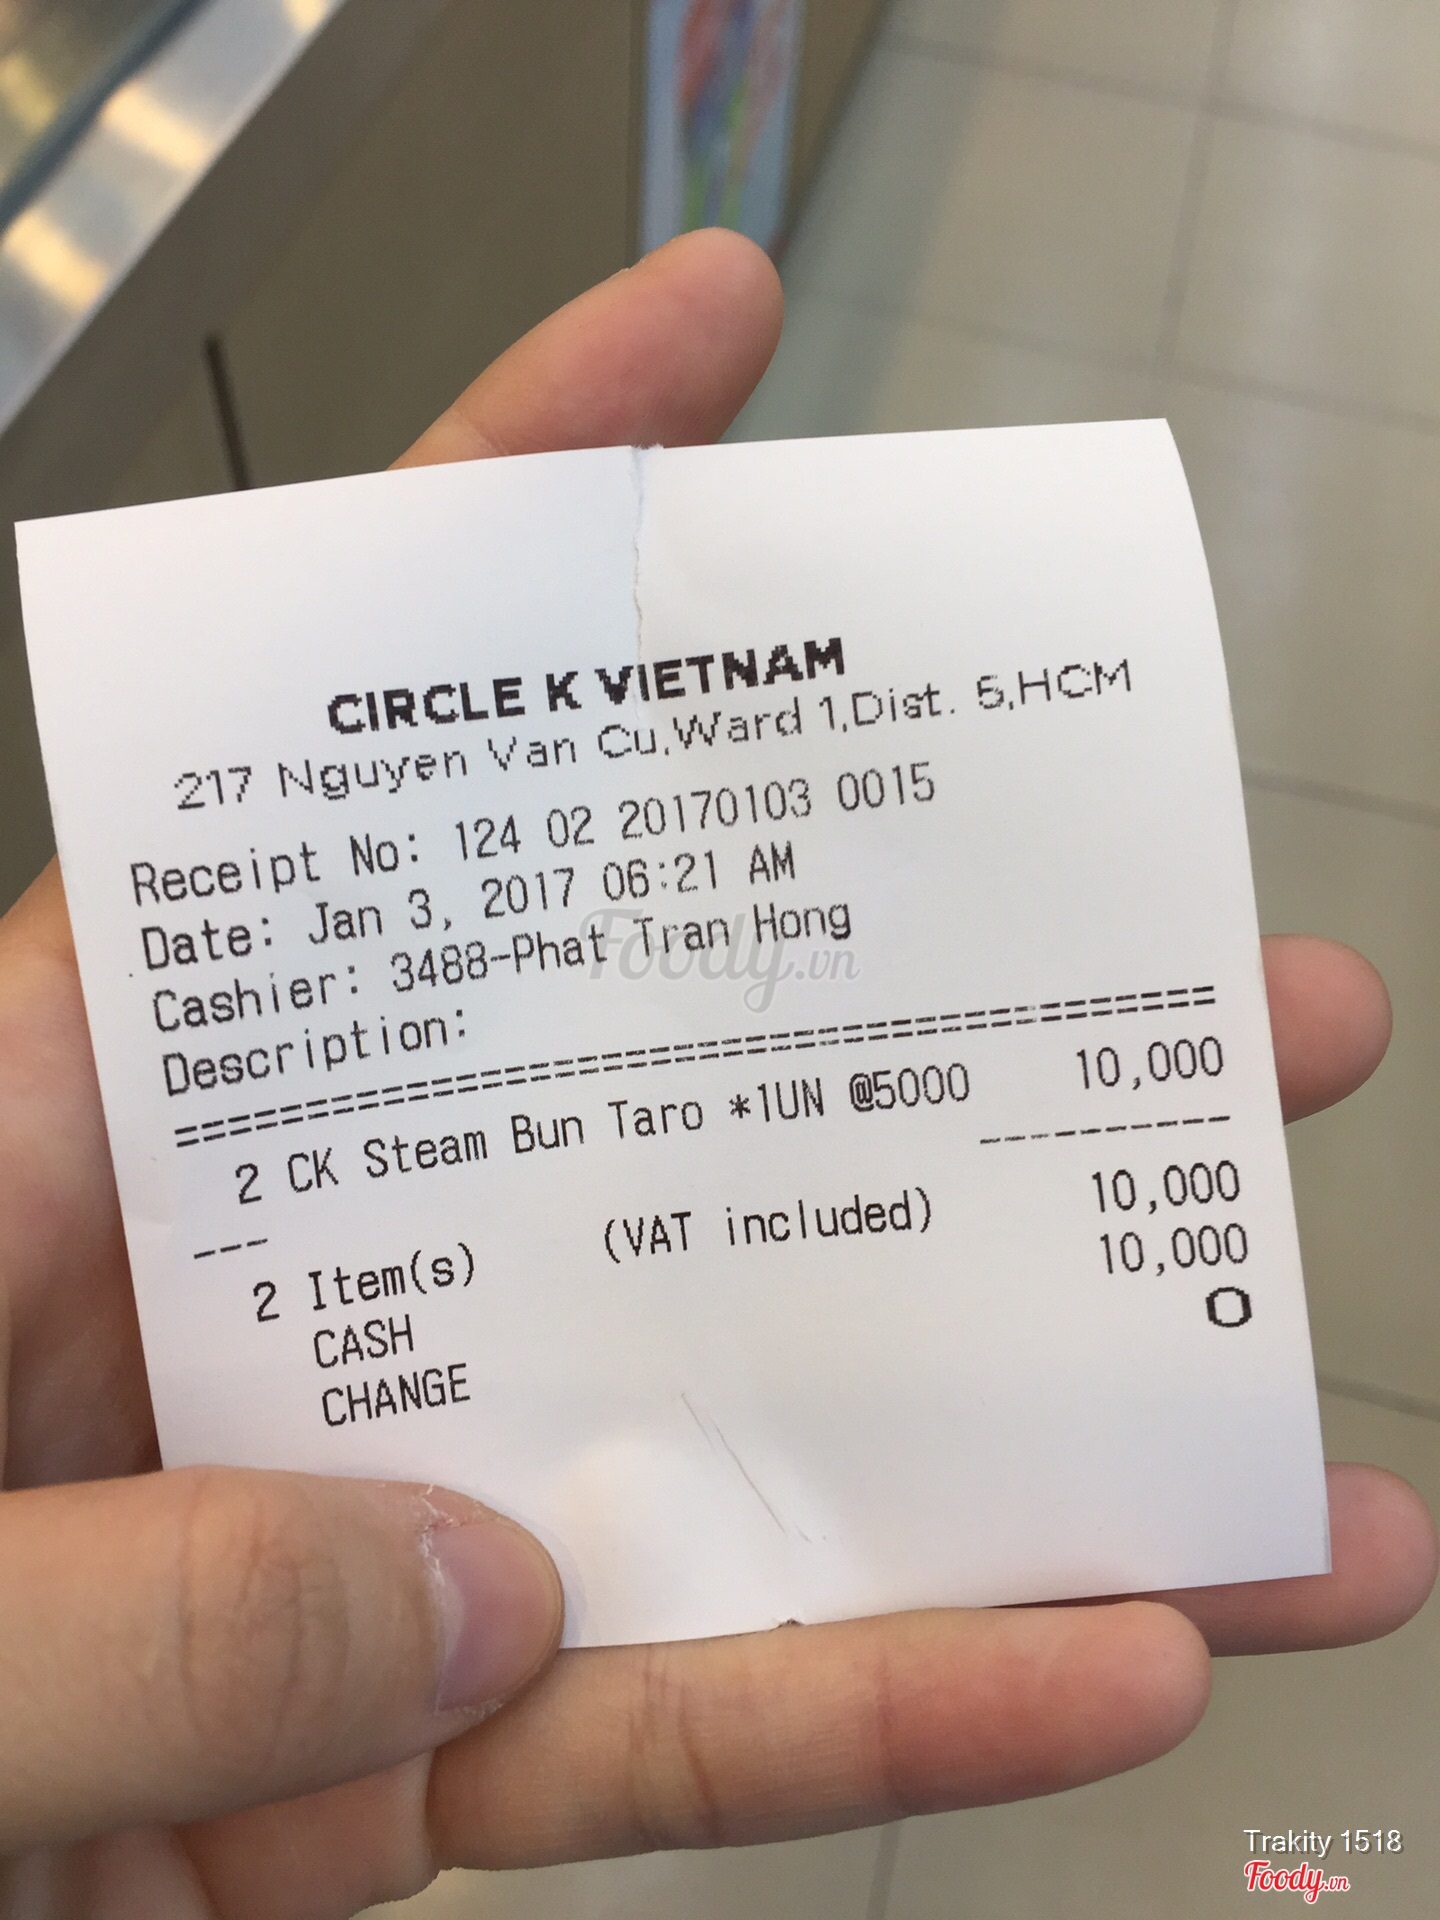 CIRCLE K VIETNAM
217 Nguyen Van Cu,Ward 1,Dist. 5,HCM
Receipt No: 124 02 20170103 0015
Date: Jan 3, 2017 06:21 AM
Cashier: 3488-Phat Tran Hong
Description:
==========================================
2 CK Steam Bun Taro *1UN @5000 10,000
--- ----------
2 Item(s) (VAT included) 10,000
CASH 10,000
CHANGE 0
Foody.vn
Trakity 1518
Foody.vn